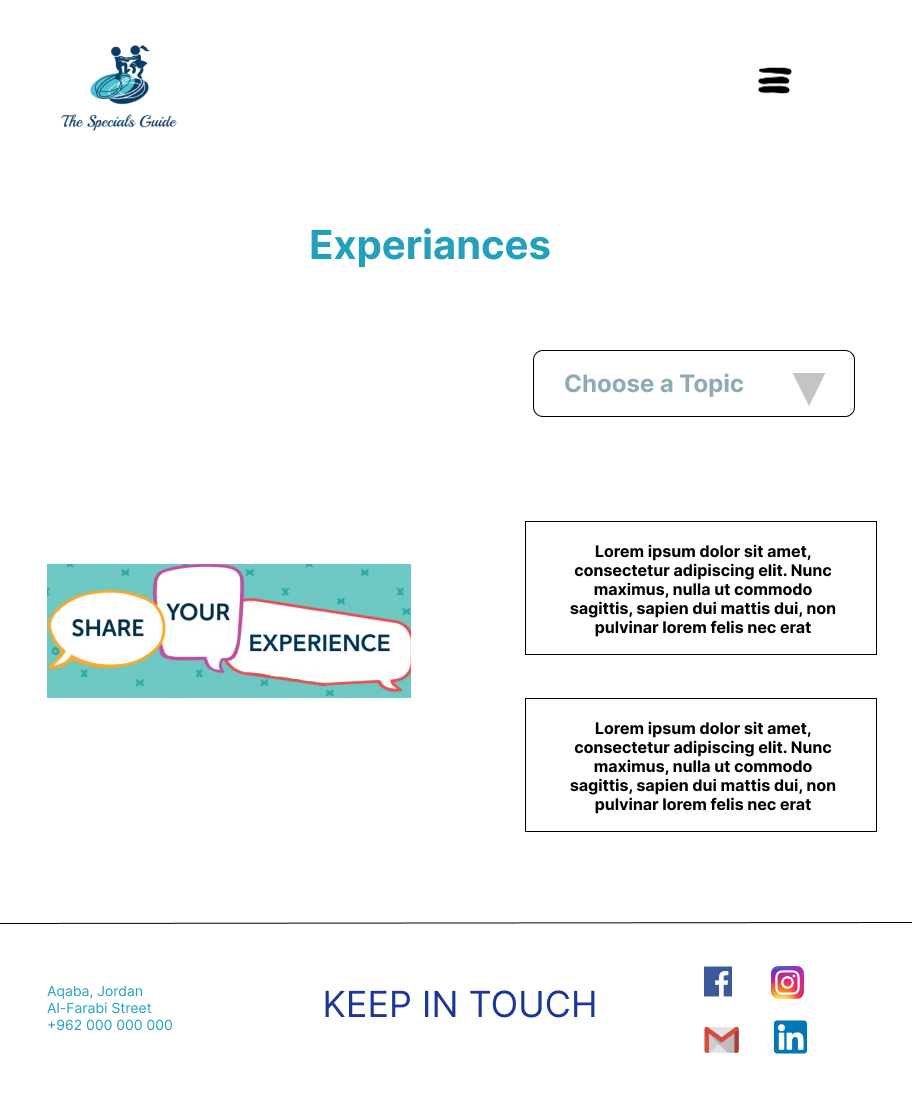 The Specials Guide
Experiances
Choose a Topic
Lorem ipsum dolor sit amet,
consectetur adipiscing elit. Nunc
maximus, nulla ut commodo
sagittis, sapien dui mattis dui, non
pulvinar lorem felis nec erat
SHARE
YOUR
EXPERIENCE
Lorem ipsum dolor sit amet,
consectetur adipiscing elit. Nunc
maximus, nulla ut commodo
sagittis, sapien dui mattis dui, non
pulvinar lorem felis nec erat
Aqaba, Jordan
Al-Farabi Street
+962 000 000 000
KEEP IN TOUCH